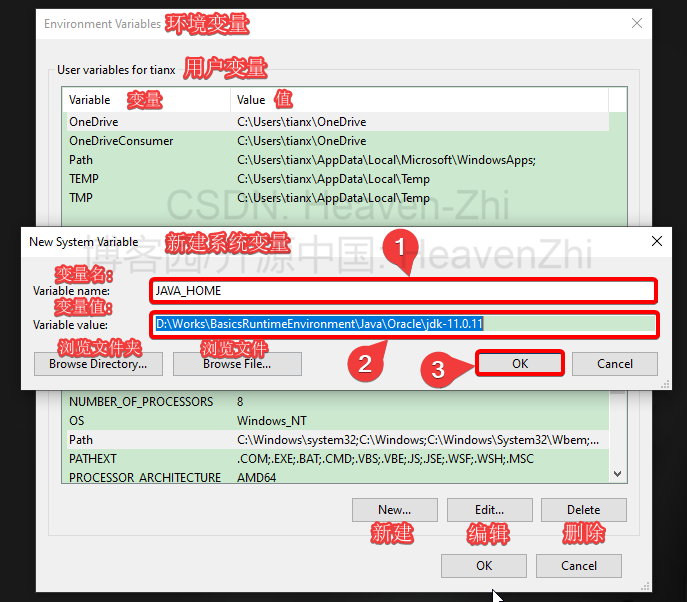 Environment Variables 环境变量
User variables for tianx 用户变量
Variable 变量 Value 值
OneDrive C:\Users\tianx\OneDrive
OneDriveConsumer C:\Users\tianx\OneDrive
Path C:\Users\tianx\AppData\Local\Microsoft\WindowsApps;
TEMP C:\Users\tianx\AppData\Local\Temp
TMP C:\Users\tianx\AppData\Local\Temp
CSDN: Heaven-Zhi
博客园/开源中国: HeavenZhi
New System Variable 新建系统变量
1
变量名:
Variable name: JAVA_HOME
变量值:
Variable value: D:\Works\BasicsRuntimeEnvironment\Java\Oracle\jdk-11.0.11
浏览文件夹 浏览文件
Browse Directory... Browse File... 2 3 OK Cancel
NUMBER_OF_PROCESSORS 8
OS Windows_NT
Path C:\Windows\system32;C:\Windows;C:\Windows\System32\Wbem;...
PATHEXT .COM;.EXE;.BAT;.CMD;.VBS;.VBE;.JS;.JSE;.WSF;.WSH;.MSC
PROCESSOR_ARCHITECTURE AMD64
New... Edit... Delete
新建 编辑 删除
OK Cancel